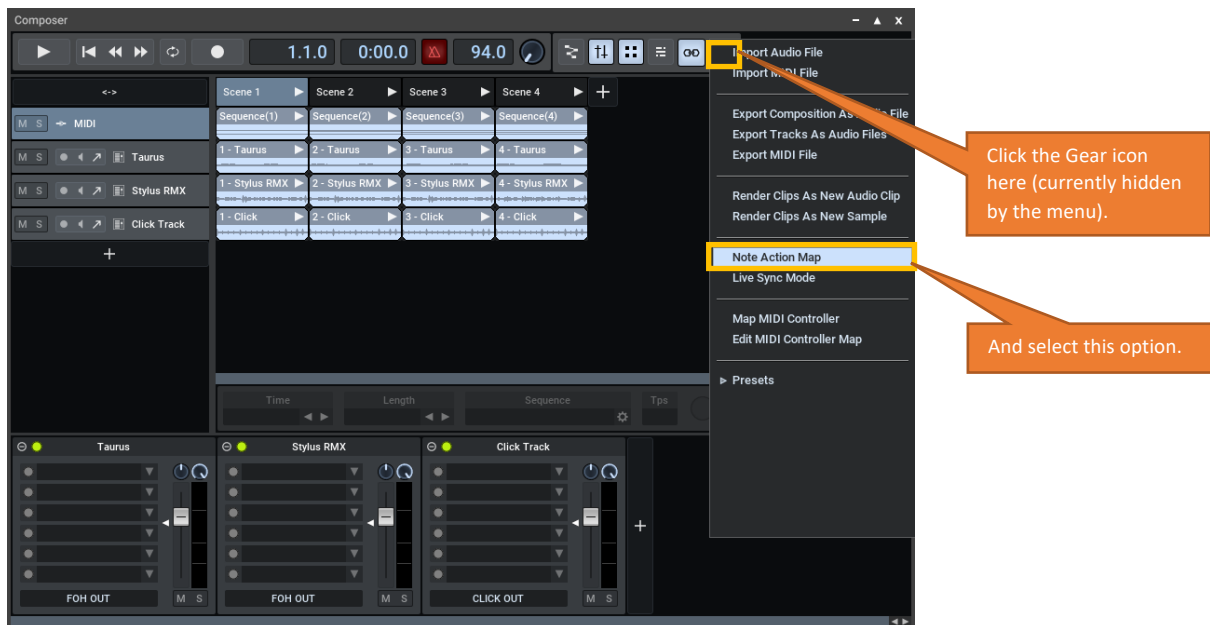 Composer
1.1.0 0:00.0 94.0
<->
Scene 1 Scene 2 Scene 3 Scene 4
M S MIDI
Sequence(1) Sequence(2) Sequence(3) Sequence(4)
M S Taurus
1 - Taurus 2 - Taurus 3 - Taurus 4 - Taurus
M S Stylus RMX
1 - Stylus RMX 2 - Stylus RMX 3 - Stylus RMX 4 - Stylus RMX
M S Click Track
1 - Click 2 - Click 3 - Click 4 - Click
Import Audio File
Import MIDI File
Export Composition As Audio File
Export Tracks As Audio Files
Export MIDI File
Render Clips As New Audio Clip
Render Clips As New Sample
Note Action Map
Live Sync Mode
Map MIDI Controller
Edit MIDI Controller Map
Presets
Click the Gear icon
here (currently hidden
by the menu).
And select this option.
Time Length Sequence Tps
Taurus Stylus RMX Click Track
FOH OUT M S FOH OUT M S CLICK OUT M S